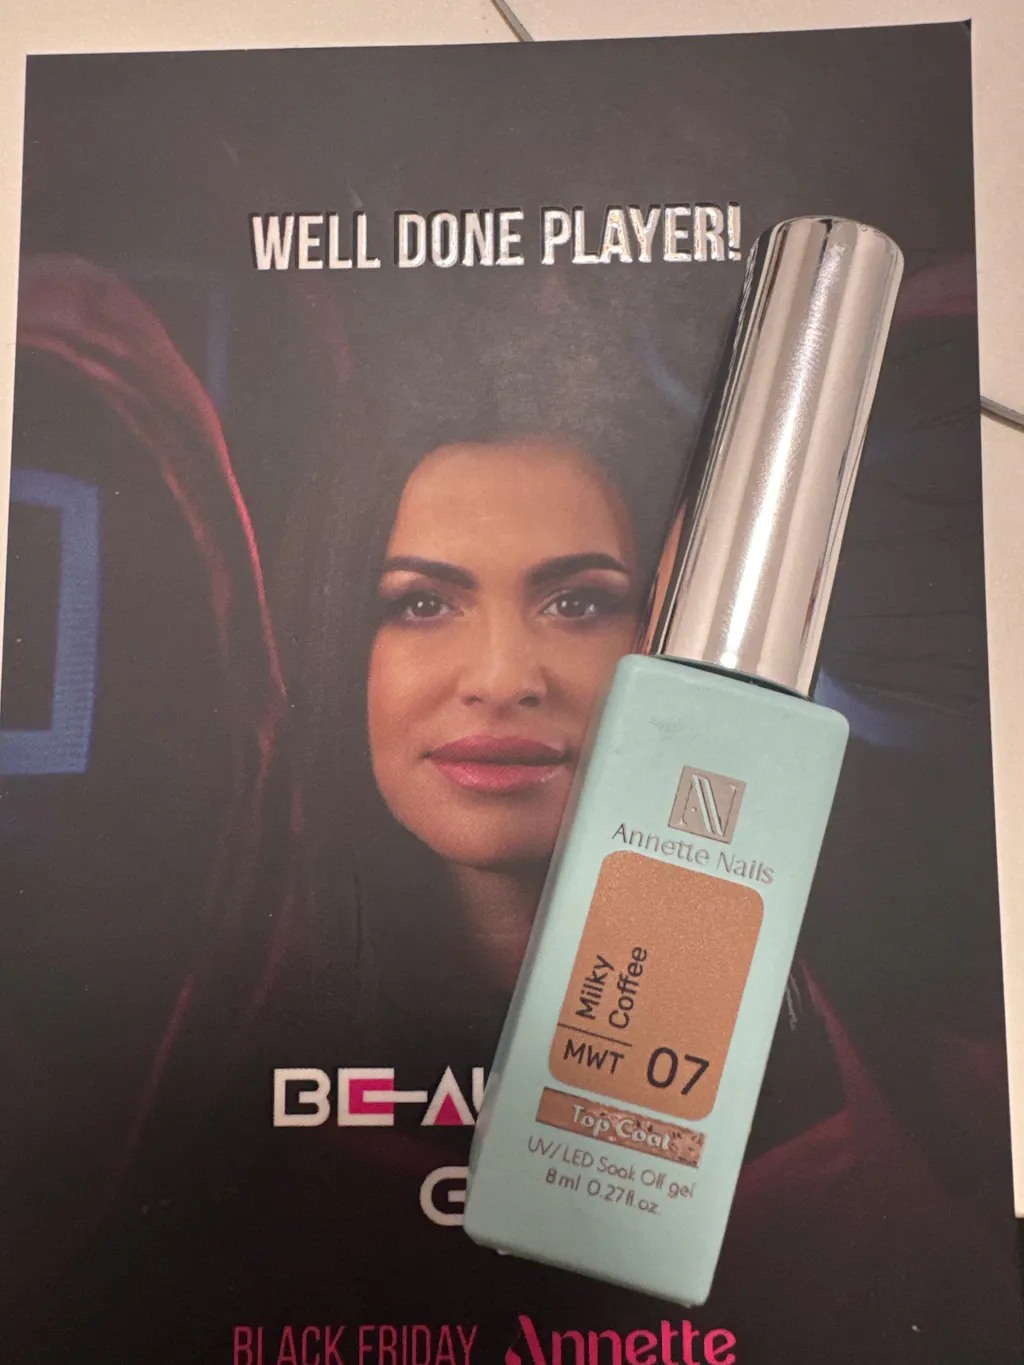 WELL DONE PLAYER!
AN
Annette Nails
Milky
Coffee
MWT 07
Top Coat
UV/LED Soak Off gel
8ml 0.27fl.oz.
BLACK FRIDAY Annette